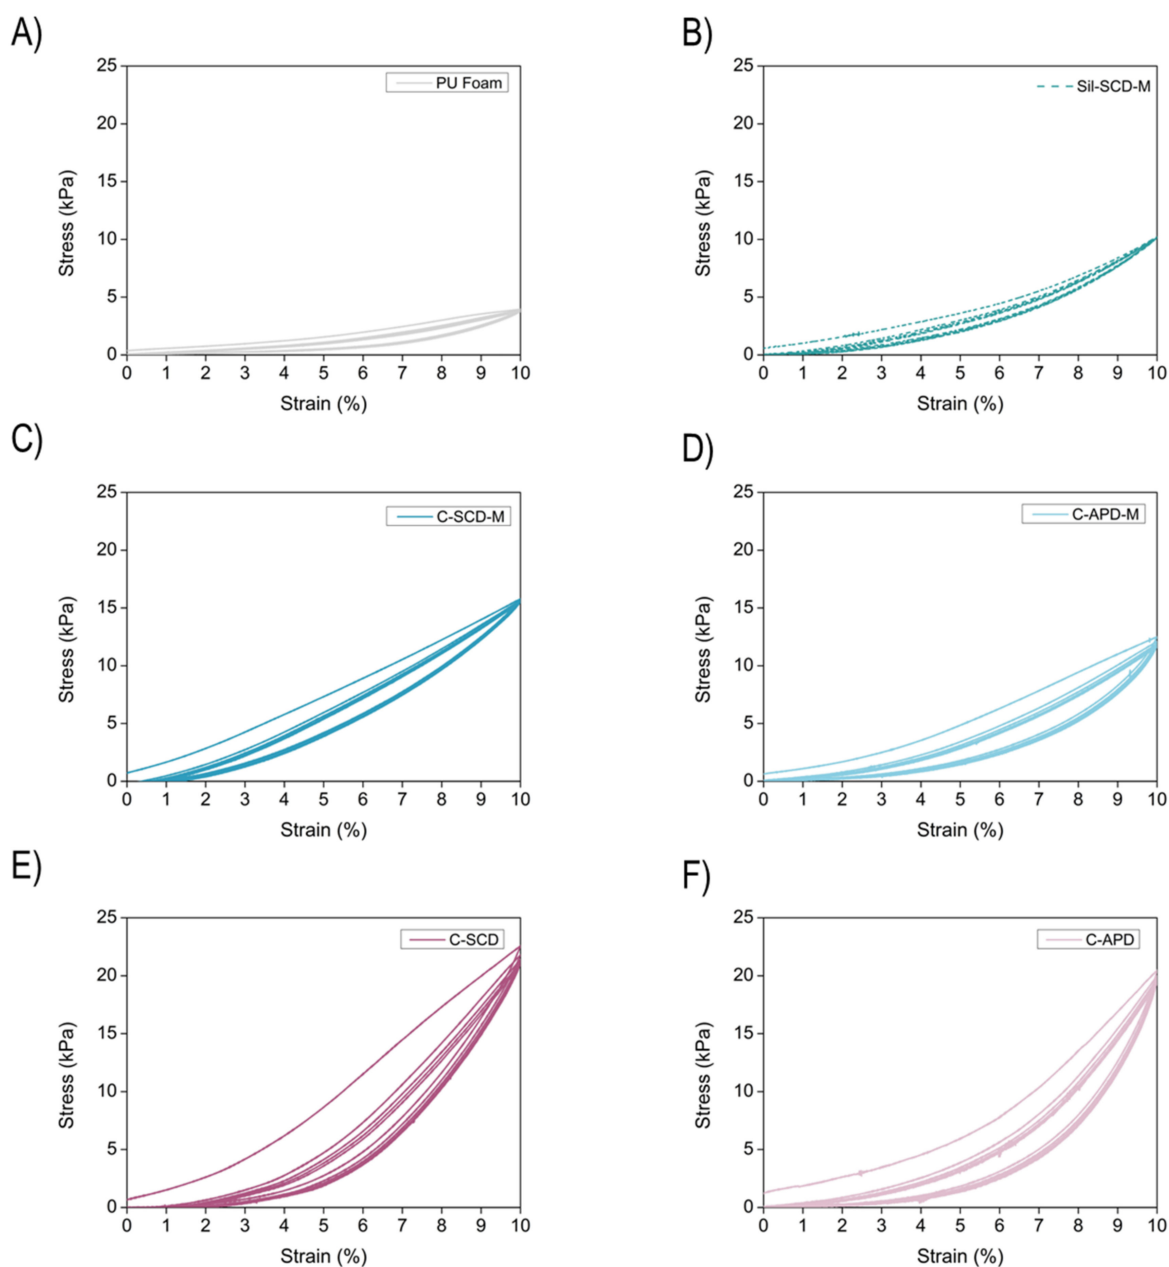 A)
25
20
15
10
5
0
Stress (kPa)
PU Foam
0 1 2 3 4 5 6 7 8 9 10
Strain (%)
B)
25
20
15
10
5
0
Stress (kPa)
Sil-SCD-M
0 1 2 3 4 5 6 7 8 9 10
Strain (%)
C)
25
20
15
10
5
0
Stress (kPa)
C-SCD-M
0 1 2 3 4 5 6 7 8 9 10
Strain (%)
D)
25
20
15
10
5
0
Stress (kPa)
C-APD-M
0 1 2 3 4 5 6 7 8 9 10
Strain (%)
E)
25
20
15
10
5
0
Stress (kPa)
C-SCD
0 1 2 3 4 5 6 7 8 9 10
Strain (%)
F)
25
20
15
10
5
0
Stress (kPa)
C-APD
0 1 2 3 4 5 6 7 8 9 10
Strain (%)